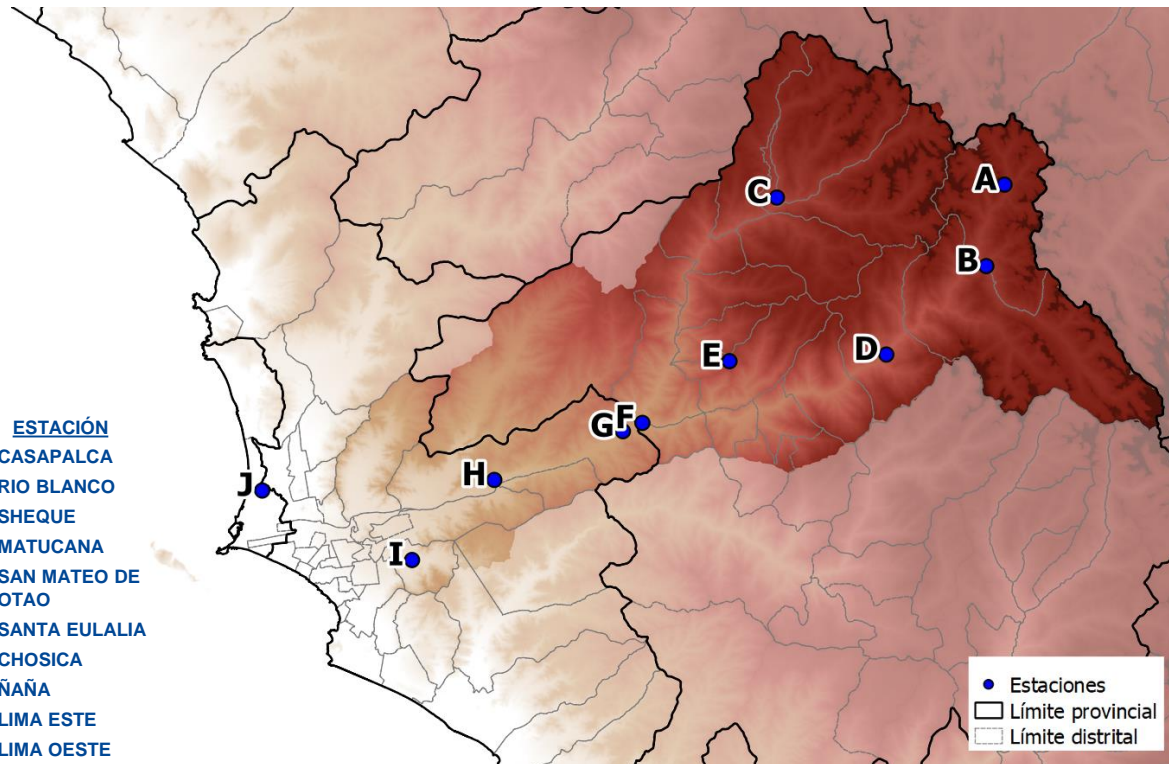 A
C
B
D
E
F
G
ESTACIÓN
CASAPALCA
H
RIO BLANCO
J
SHEQUE
MATUCANA
I
SAN MATEO DE
OTAO
SANTA EULALIA
CHOSICA
ÑAÑA
LIMA ESTE
LIMA OESTE
Estaciones
Límite provincial
Límite distrital